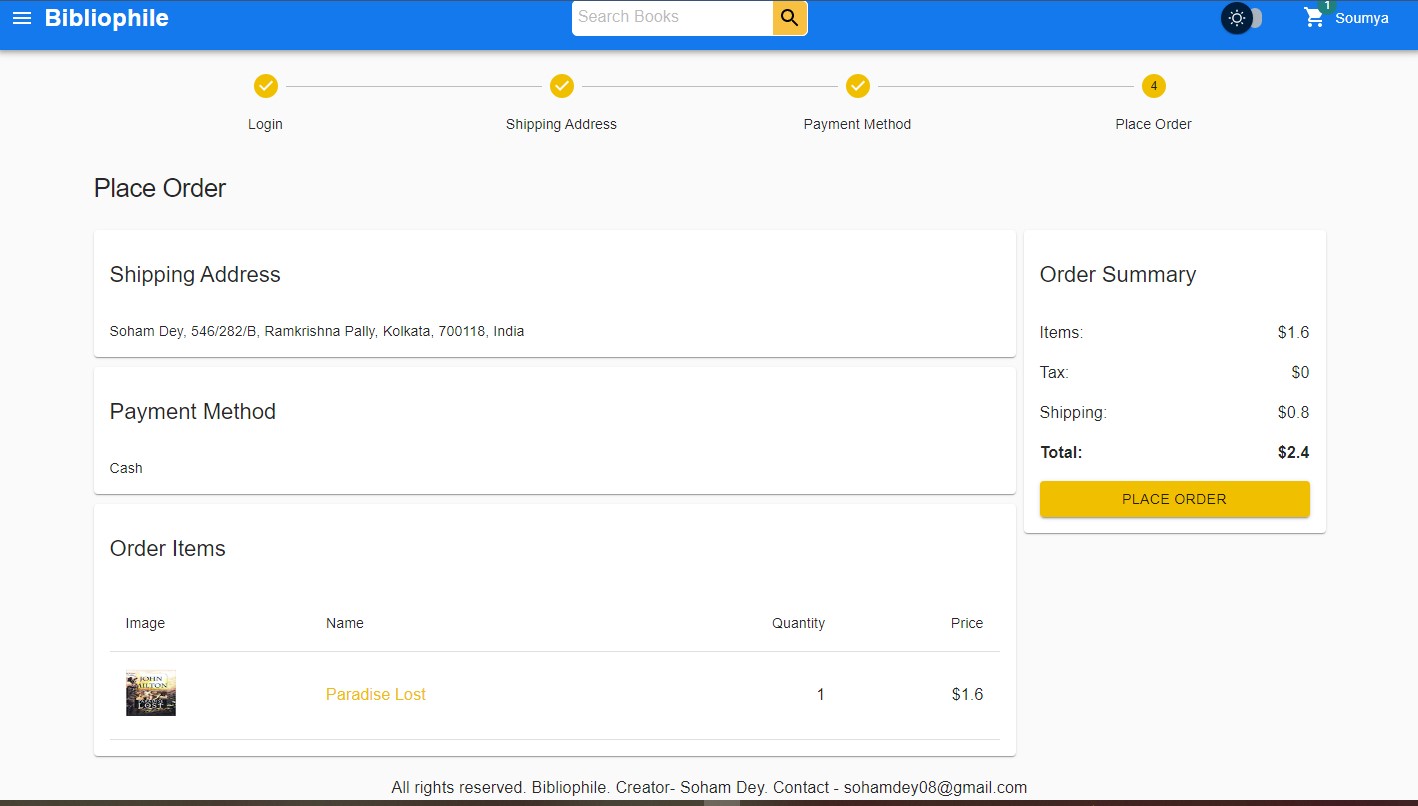 Bibliophile
Search Books
1
Soumya
4
Login
Shipping Address
Payment Method
Place Order
Place Order
Shipping Address
Soham Dey, 546/282/B, Ramkrishna Pally, Kolkata, 700118, India
Payment Method
Cash
Order Items
Image Name Quantity Price
JOHN
MILTON
PARADISE
LOST
Paradise Lost 1 $1.6
Order Summary
Items: $1.6
Tax: $0
Shipping: $0.8
Total: $2.4
PLACE ORDER
All rights reserved. Bibliophile. Creator- Soham Dey. Contact - sohamdey08@gmail.com